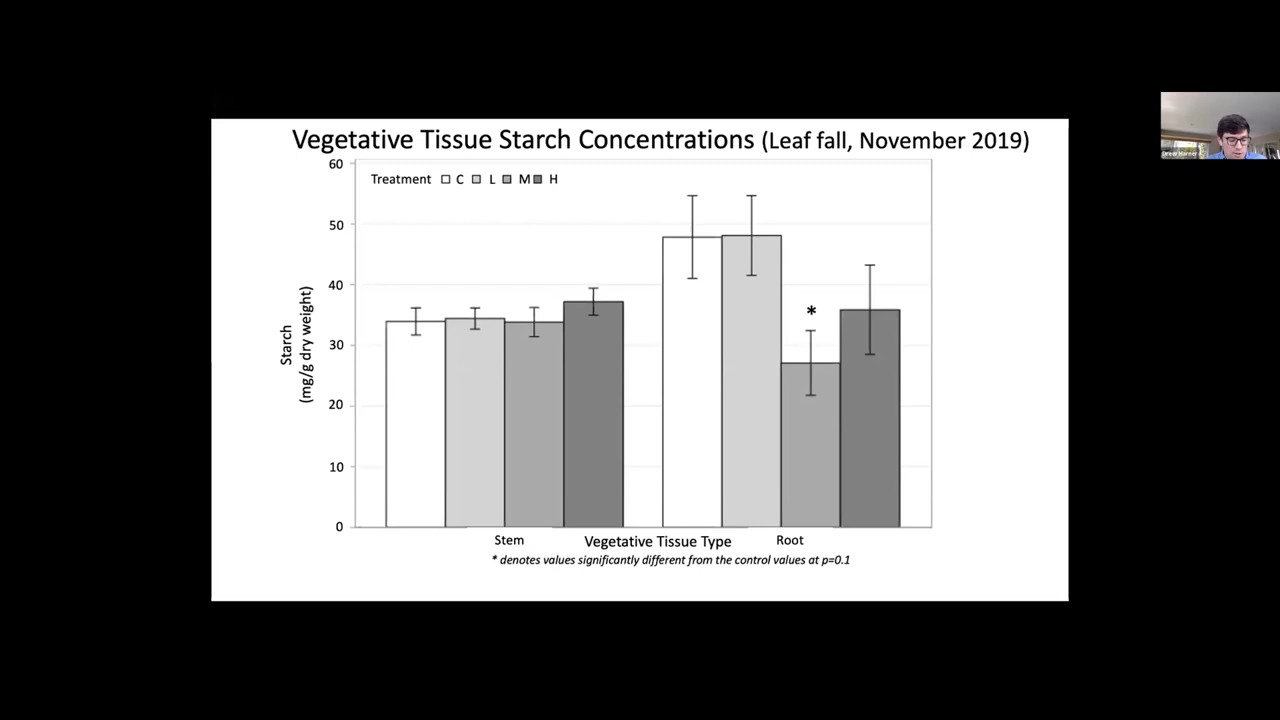 Vegetative Tissue Starch Concentrations (Leaf fall, November 2019)
60
Treatment C L M H
50
40
30
20
10
0
Starch
(mg/g dry weight)
*
Stem Vegetative Tissue Type Root
* denotes values significantly different from the control values at p=0.1